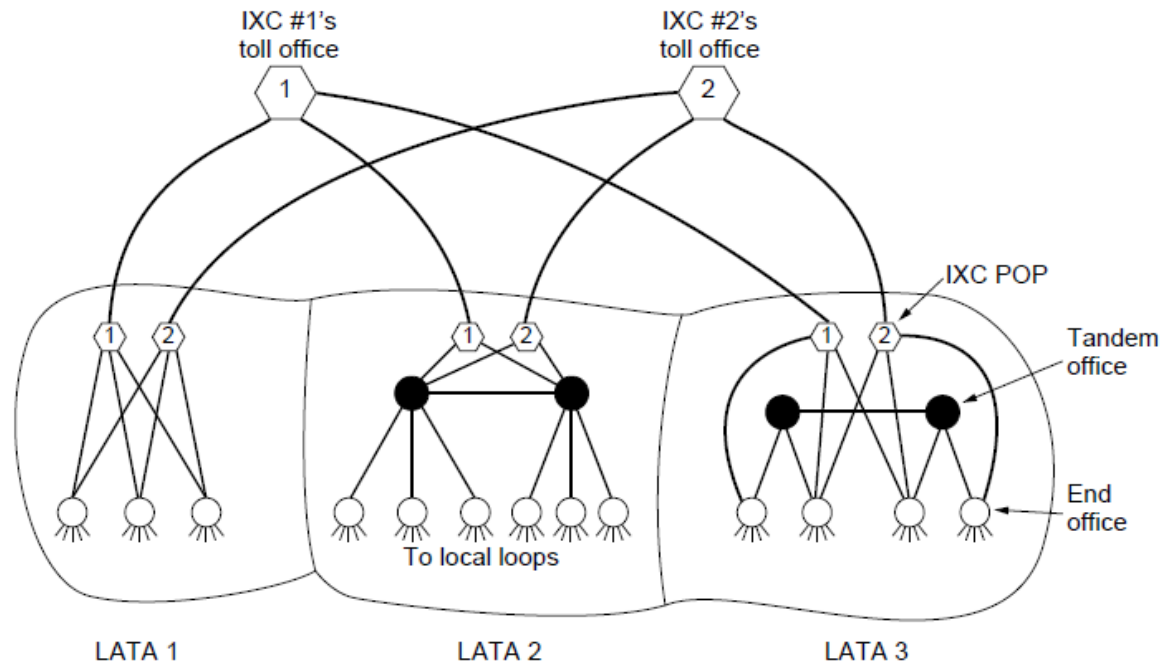 IXC #1's
toll office
IXC #2's
toll office
1
2
IXC POP
1
2
1
2
1
2
Tandem
office
End
office
To local loops
LATA 1
LATA 2
LATA 3